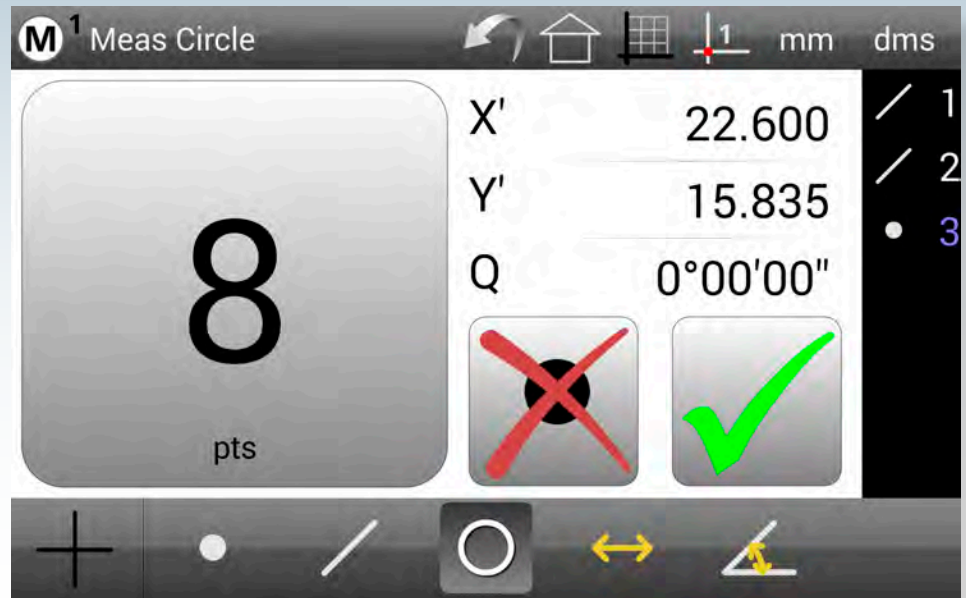 M 1 Meas Circle 1 mm dms
8
pts
X' 22.600
Y' 15.835
Q 0°00'00"
1
2
3